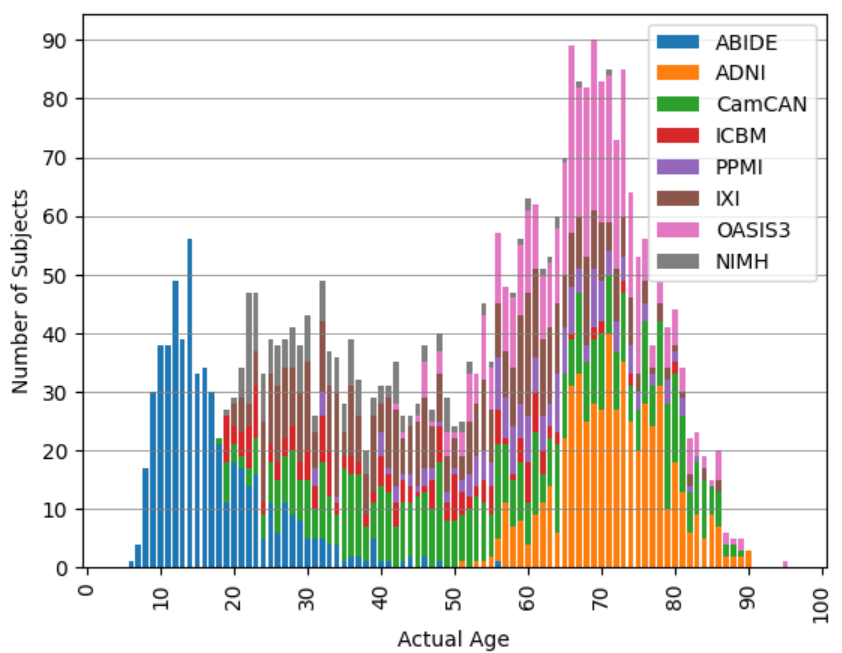 90
80
70
60
50
40
30
20
10
0
Number of Subjects
ABIDE
ADNI
CamCAN
ICBM
PPMI
IXI
OASIS3
NIMH
0 10 20 30 40 50 60 70 80 90 100
Actual Age